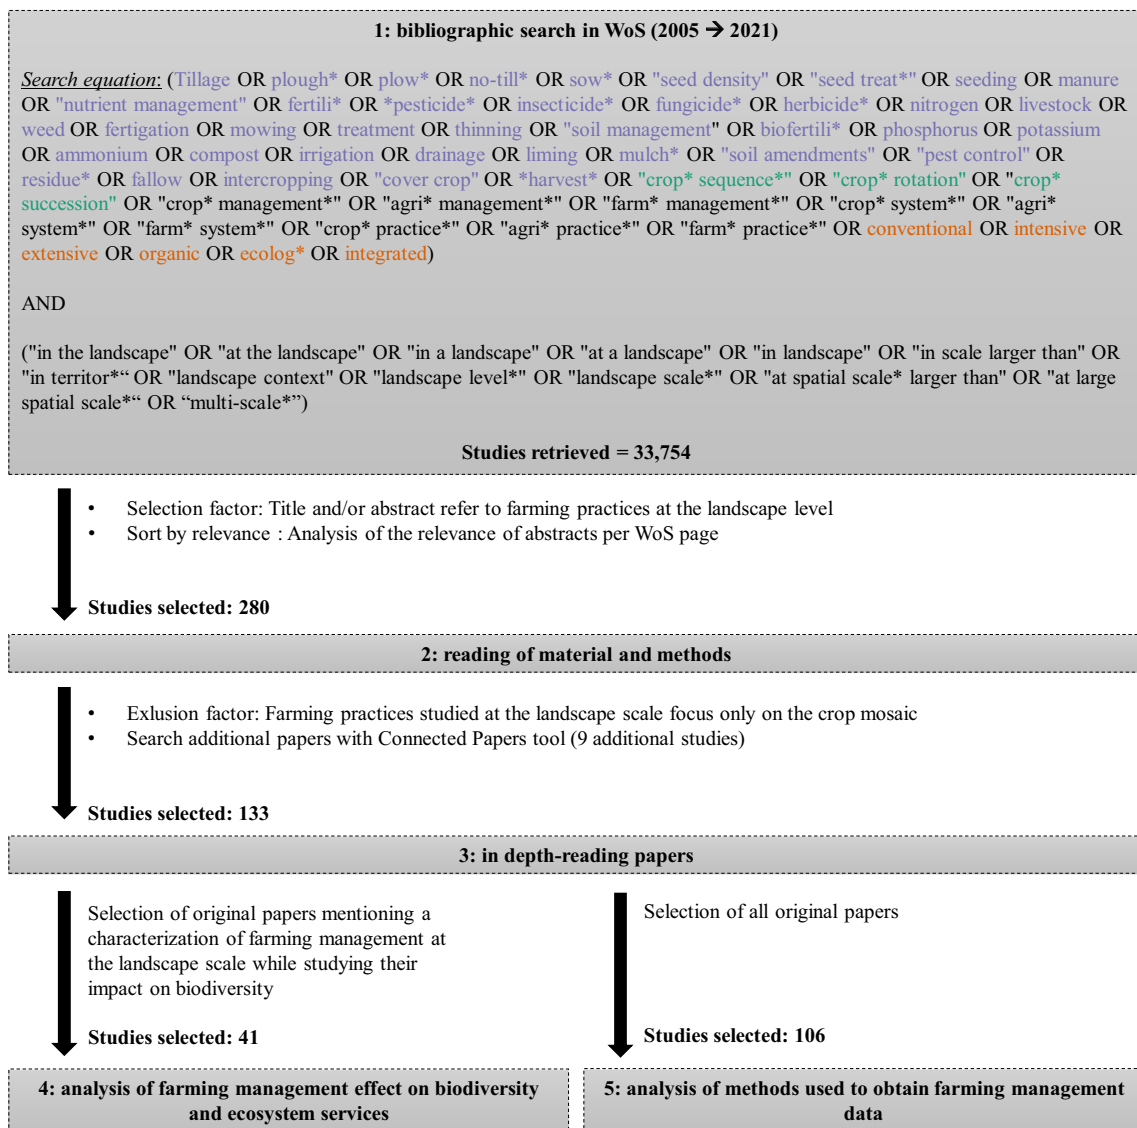 1: bibliographic search in WoS (2005 → 2021)
Search equation: (Tillage OR plough* OR plow* OR no-till* OR sow* OR "seed density" OR "seed treat*" OR seeding OR manure
OR "nutrient management" OR fertili* OR *pesticide* OR insecticide* OR fungicide* OR herbicide* OR nitrogen OR livestock OR
weed OR fertigation OR mowing OR treatment OR thinning OR "soil management" OR biofertili* OR phosphorus OR potassium
OR ammonium OR compost OR irrigation OR drainage OR liming OR mulch* OR "soil amendments" OR "pest control" OR
residue* OR fallow OR intercropping OR "cover crop" OR *harvest* OR "crop* sequence*" OR "crop* rotation" OR "crop*
succession" OR "crop* management*" OR "agri* management*" OR "farm* management*" OR "crop* system*" OR "agri*
system*" OR "farm* system*" OR "crop* practice*" OR "agri* practice*" OR "farm* practice*" OR conventional OR intensive OR
extensive OR organic OR ecolog* OR integrated)
AND
("in the landscape" OR "at the landscape" OR "in a landscape" OR "at a landscape" OR "in landscape" OR "in scale larger than" OR
"in territor*“ OR "landscape context" OR "landscape level*" OR "landscape scale*" OR "at spatial scale* larger than" OR "at large
spatial scale*“ OR “multi-scale*”)
Studies retrieved = 33,754
• Selection factor: Title and/or abstract refer to farming practices at the landscape level
• Sort by relevance : Analysis of the relevance of abstracts per WoS page
Studies selected: 280
2: reading of material and methods
• Exlusion factor: Farming practices studied at the landscape scale focus only on the crop mosaic
• Search additional papers with Connected Papers tool (9 additional studies)
Studies selected: 133
3: in depth-reading papers
Selection of original papers mentioning a
characterization of farming management at
the landscape scale while studying their
impact on biodiversity
Studies selected: 41
Selection of all original papers
Studies selected: 106
4: analysis of farming management effect on biodiversity
and ecosystem services
5: analysis of methods used to obtain farming management
data